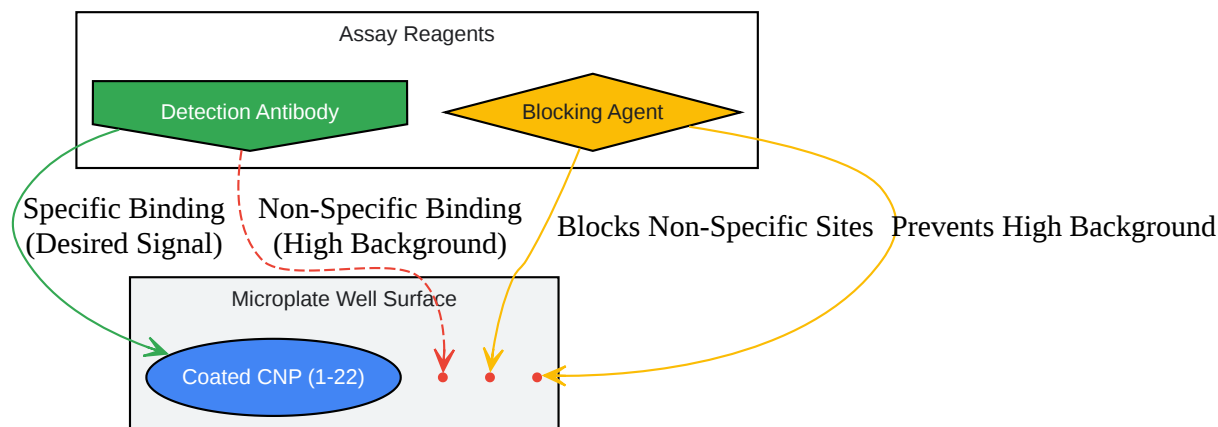 Assay Reagents
Detection Antibody
Blocking Agent
Specific Binding
(Desired Signal)
Non-Specific Binding
(High Background)
Blocks Non-Specific Sites
Prevents High Background
Microplate Well Surface
Coated CNP (1-22)